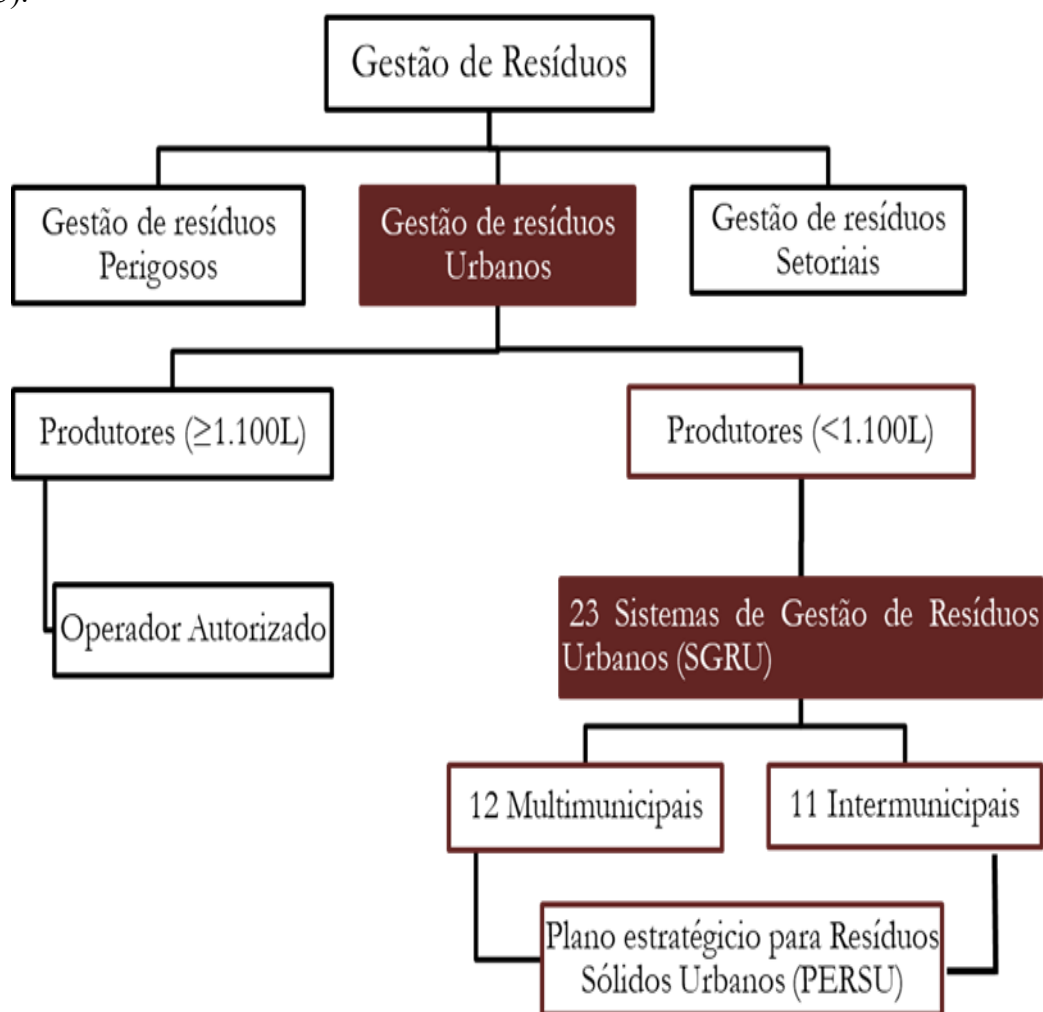 Gestão de Resíduos
Gestão de resíduos
Perigosos
Gestão de resíduos
Urbanos
Gestão de resíduos
Setoriais
Produtores (≥1.100L)
Produtores (<1.100L)
Operador Autorizado
23 Sistemas de Gestão de Resíduos
Urbanos (SGRU)
12 Multimunicipais
11 Intermunicipais
Plano estratégicio para Resíduos
Sólidos Urbanos (PERSU)